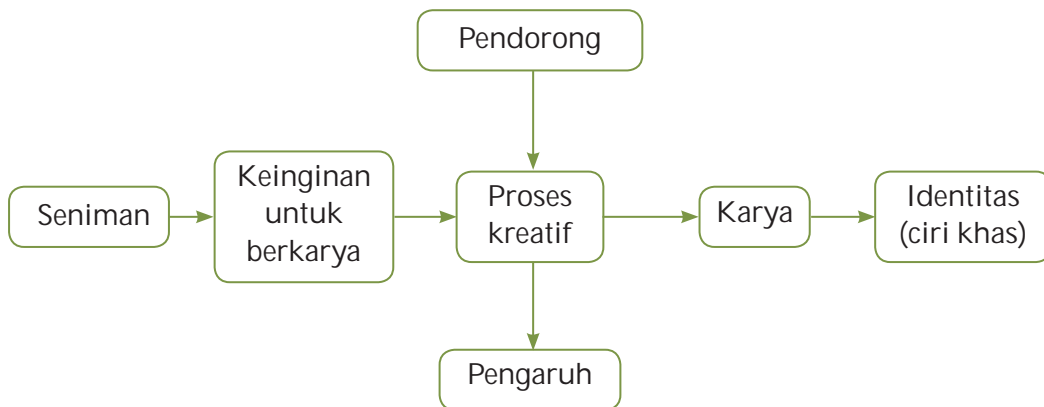 Pendorong
Seniman
Keinginan
untuk
berkarya
Proses
kreatif
Karya
Identitas
(ciri khas)
Pengaruh